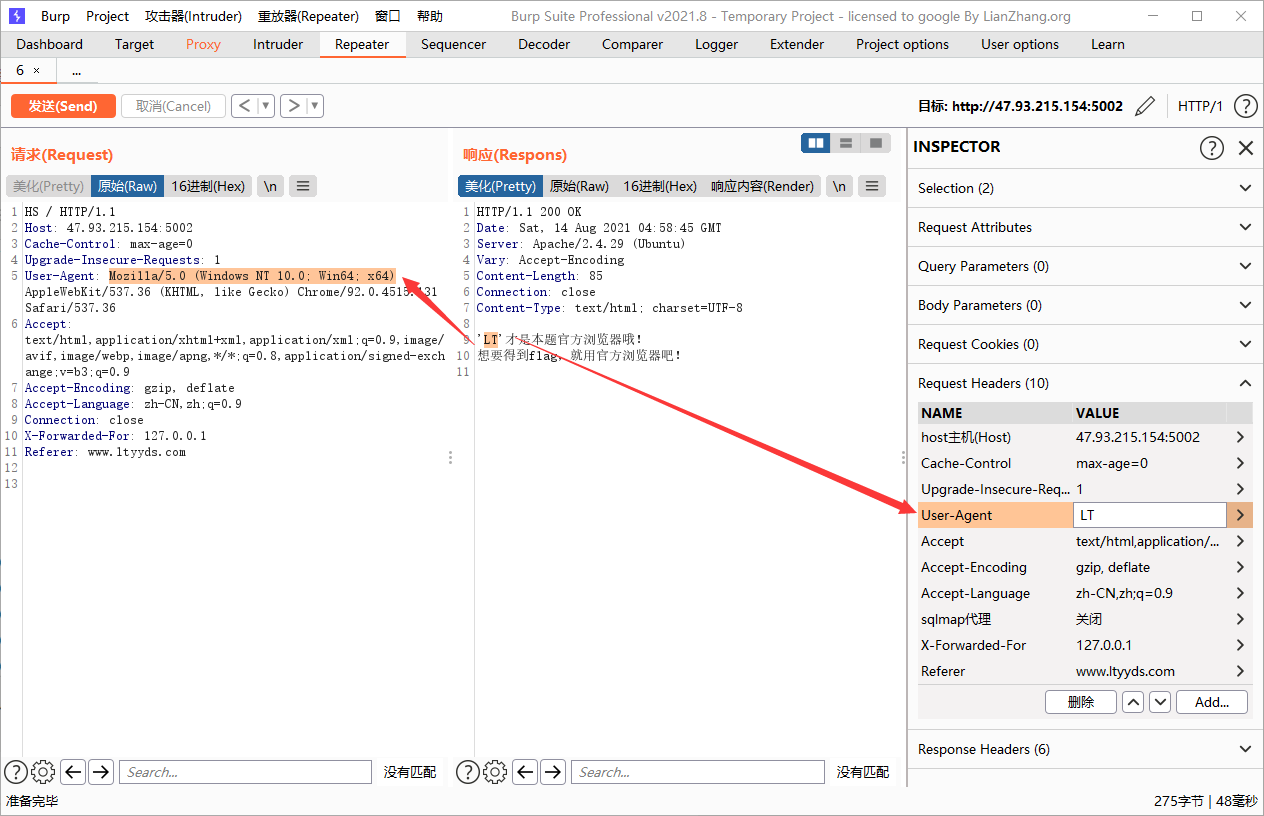 Burp Project 攻击器(Intruder) 重放器(Repeater) 窗口 帮助 Burp Suite Professional v2021.8 - Temporary Project - licensed to google By LianZhang.org
Dashboard Target Proxy Intruder Repeater Sequencer Decoder Comparer Logger Extender Project options User options Learn
6 × ...
发送(Send) 取消(Cancel) < ▼ > ▼ 目标: http://47.93.215.154:5002 HTTP/1 ?
请求(Request)
美化(Pretty) 原始(Raw) 16进制(Hex) \n
1 HS / HTTP/1.1
2 Host: 47.93.215.154:5002
3 Cache-Control: max-age=0
4 Upgrade-Insecure-Requests: 1
5 User-Agent: Mozilla/5.0 (Windows NT 10.0; Win64; x64)
AppleWebKit/537.36 (KHTML, like Gecko) Chrome/92.0.4515.131
Safari/537.36
6 Accept:
text/html,application/xhtml+xml,application/xml;q=0.9,image/
avif,image/webp,image/apng,*/*;q=0.8,application/signed-exch
ange;v=b3;q=0.9
7 Accept-Encoding: gzip, deflate
8 Accept-Language: zh-CN,zh;q=0.9
9 Connection: close
10 X-Forwarded-For: 127.0.0.1
11 Referer: www.ltyyds.com
12
13
Search... 没有匹配
响应(Respons)
美化(Pretty) 原始(Raw) 16进制(Hex) 响应内容(Render) \n
1 HTTP/1.1 200 OK
2 Date: Sat, 14 Aug 2021 04:58:45 GMT
3 Server: Apache/2.4.29 (Ubuntu)
4 Vary: Accept-Encoding
5 Content-Length: 85
6 Connection: close
7 Content-Type: text/html; charset=UTF-8
8
9 'LT'才是本题官方浏览器哦!
10 想要得到flag, 就用官方浏览器吧!
11
Search... 没有匹配
INSPECTOR ?
Selection (2)
Request Attributes
Query Parameters (0)
Body Parameters (0)
Request Cookies (0)
Request Headers (10)
NAME VALUE
host主机(Host) 47.93.215.154:5002
Cache-Control max-age=0
Upgrade-Insecure-Req... 1
User-Agent LT
Accept text/html,application/...
Accept-Encoding gzip, deflate
Accept-Language zh-CN,zh;q=0.9
sqlmap代理 关闭
X-Forwarded-For 127.0.0.1
Referer www.ltyyds.com
删除 Add...
Response Headers (6)
准备完毕 275字节 | 48毫秒